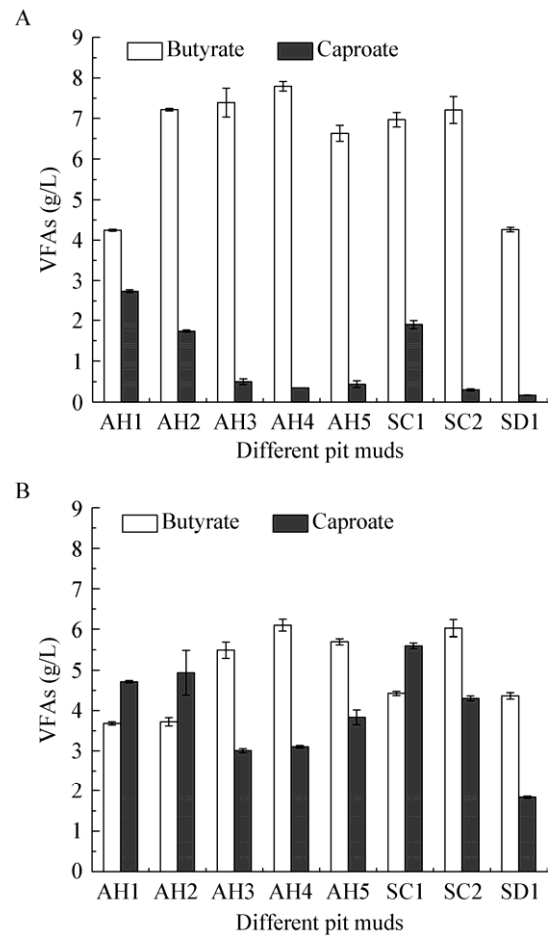 A
9
8
7
6
5
4
3
2
1
0
VFAs (g/L)
Butyrate Caproate
AH1 AH2 AH3 AH4 AH5 SC1 SC2 SD1
Different pit muds
B
9
8
7
6
5
4
3
2
1
0
VFAs (g/L)
Butyrate Caproate
AH1 AH2 AH3 AH4 AH5 SC1 SC2 SD1
Different pit muds